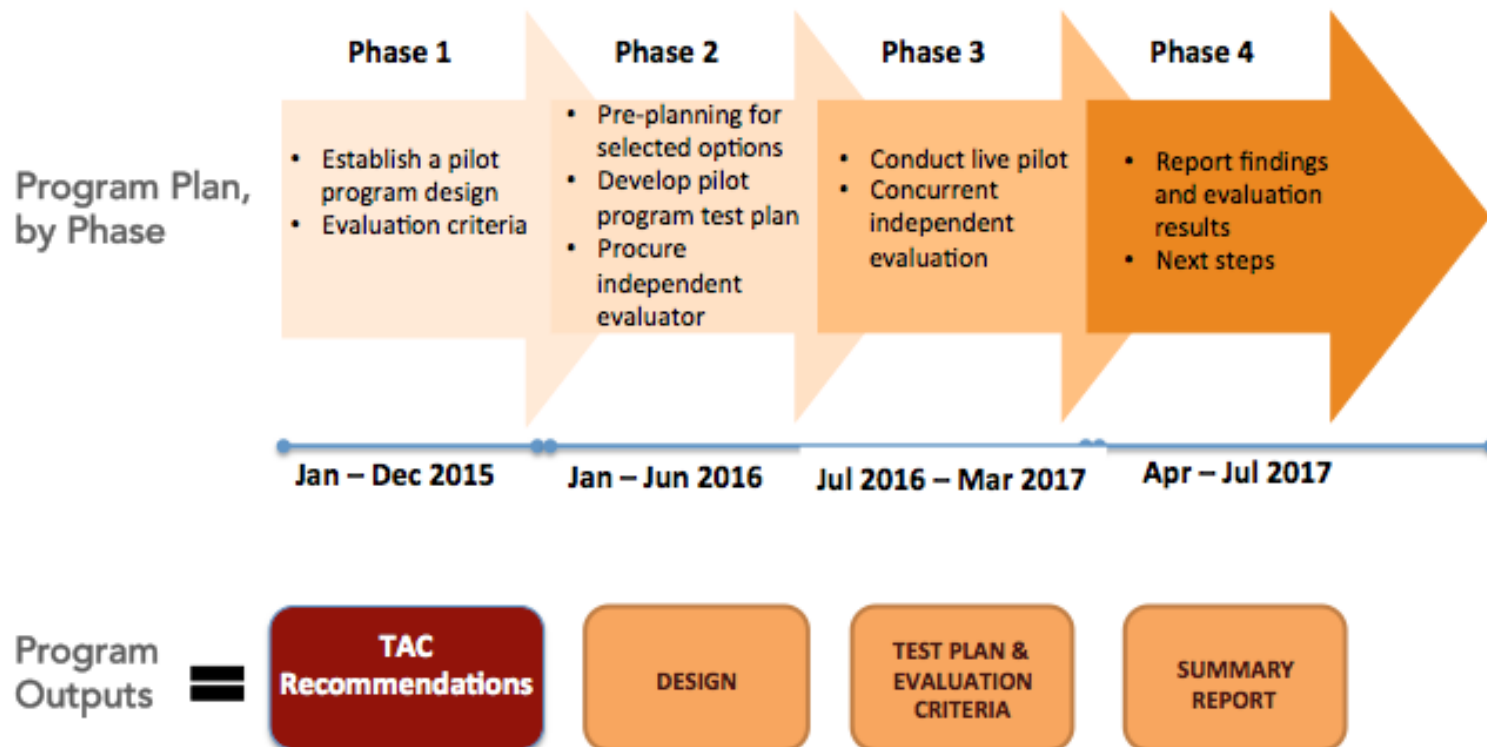 Phase 1
Phase 2
Phase 3
Phase 4
Program Plan,
by Phase
• Establish a pilot
program design
• Evaluation criteria
• Pre-planning for
selected options
• Develop pilot
program test plan
• Procure
independent
evaluator
• Conduct live pilot
• Concurrent
independent
evaluation
• Report findings
and evaluation
results
• Next steps
Jan – Dec 2015
Jan – Jun 2016
Jul 2016 – Mar 2017
Apr – Jul 2017
Program
Outputs
=
TAC
Recommendations
DESIGN
TEST PLAN &
EVALUATION
CRITERIA
SUMMARY
REPORT